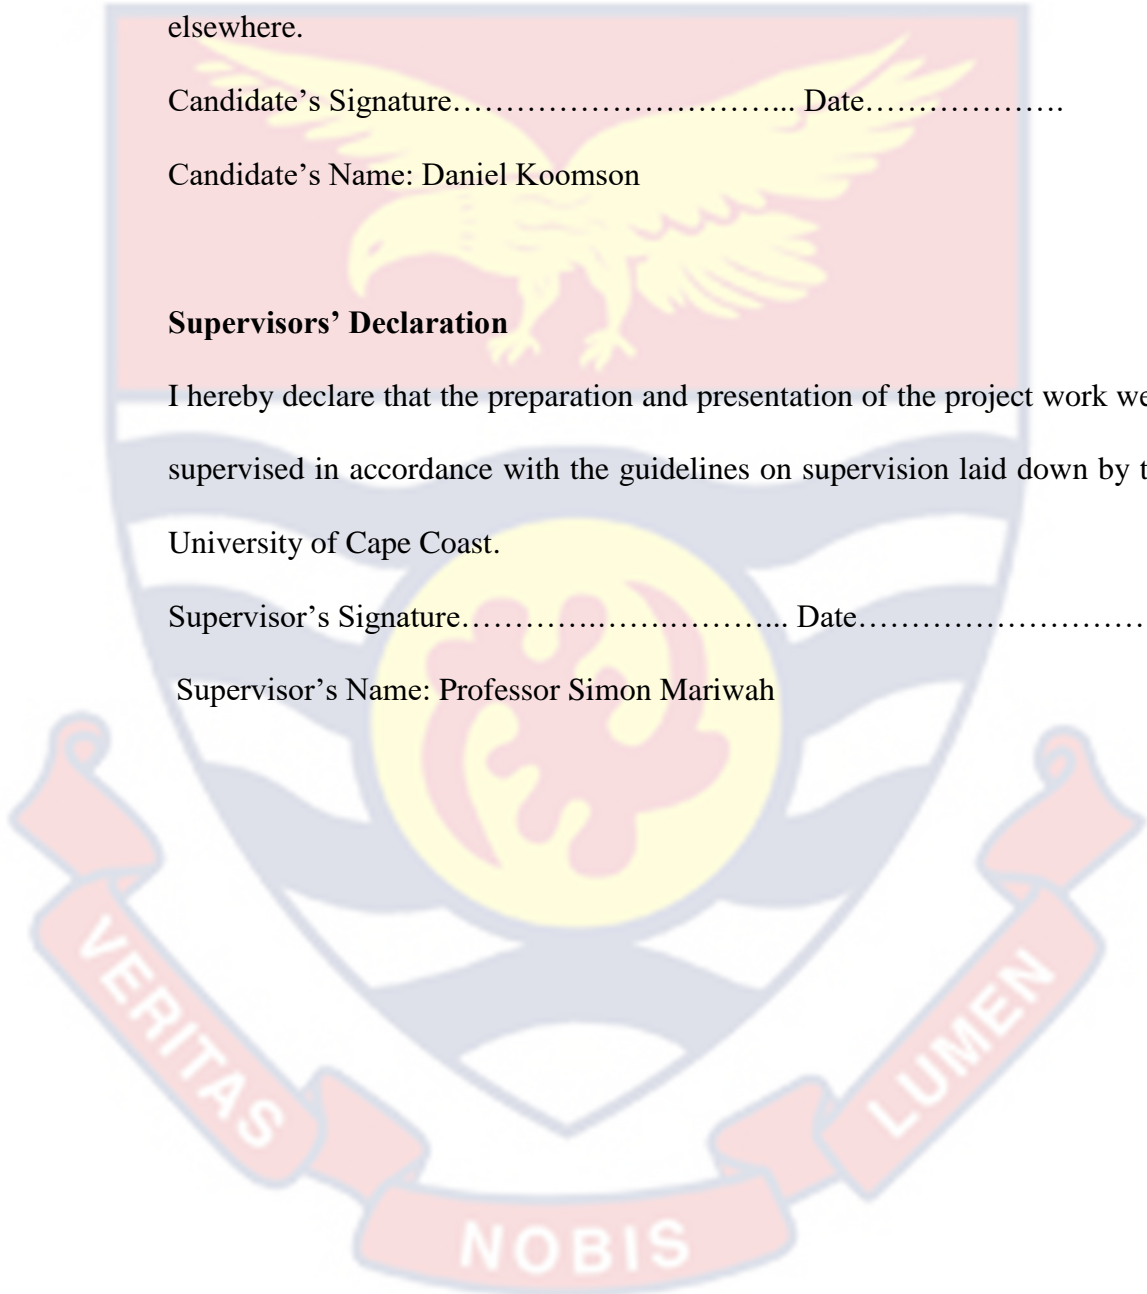 elsewhere.
Candidate’s Signature…………………………... Date……………….
Candidate’s Name: Daniel Koomson
Supervisors’ Declaration
I hereby declare that the preparation and presentation of the project work we
supervised in accordance with the guidelines on supervision laid down by t
University of Cape Coast.
Supervisor’s Signature………….…….………... Date………………………
Supervisor’s Name: Professor Simon Mariwah
VERITAS
NOBIS
LUMEN